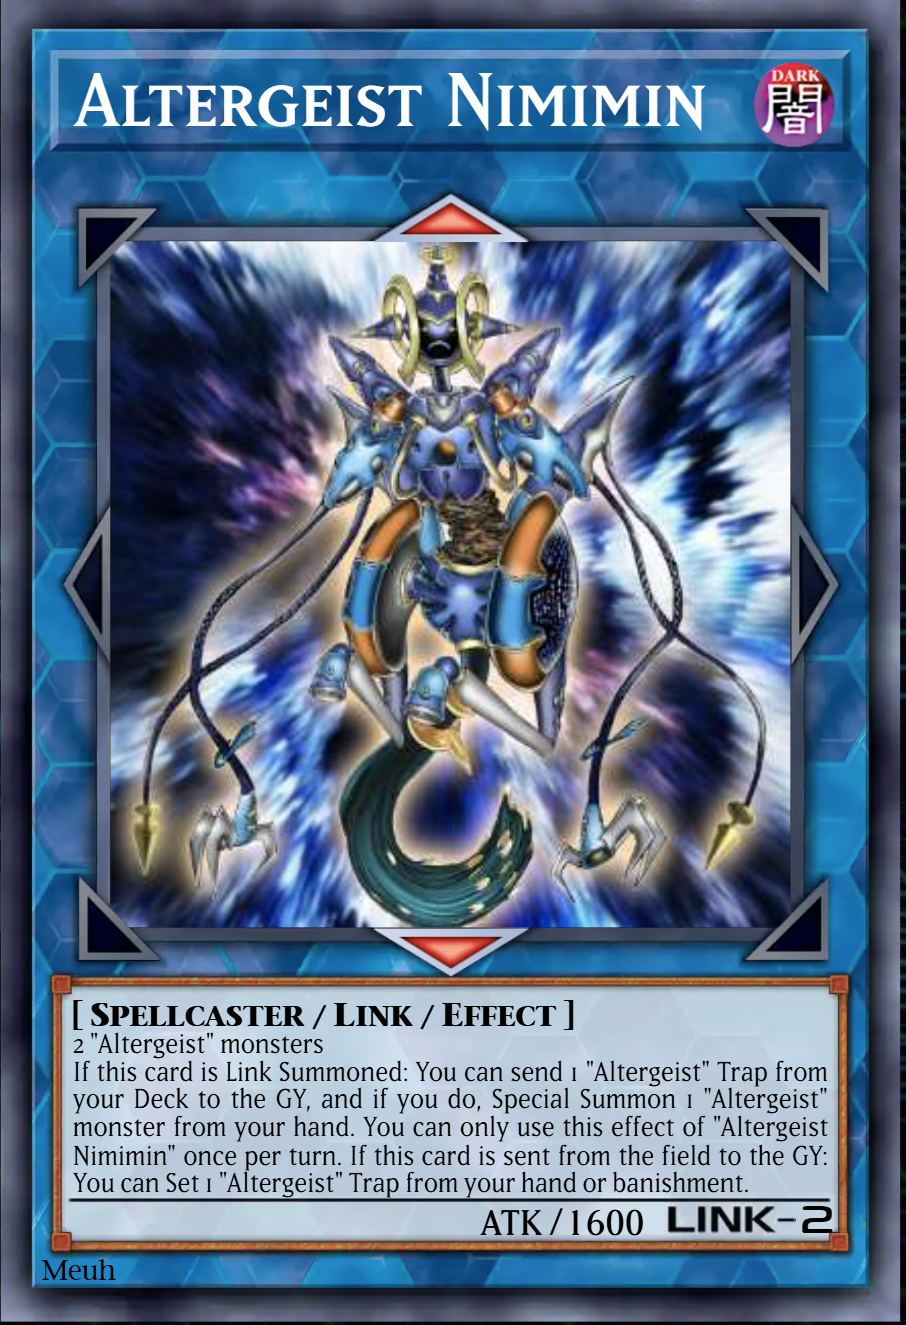 Altergeist Nimimin
DARK
闇
[ Spellcaster / Link / Effect ]
2 "Altergeist" monsters
If this card is Link Summoned: You can send 1 "Altergeist" Trap from
your Deck to the GY, and if you do, Special Summon 1 "Altergeist"
monster from your hand. You can only use this effect of "Altergeist
Nimimin" once per turn. If this card is sent from the field to the GY:
You can Set 1 "Altergeist" Trap from your hand or banishment.
ATK/1600 LINK-2
Meuh